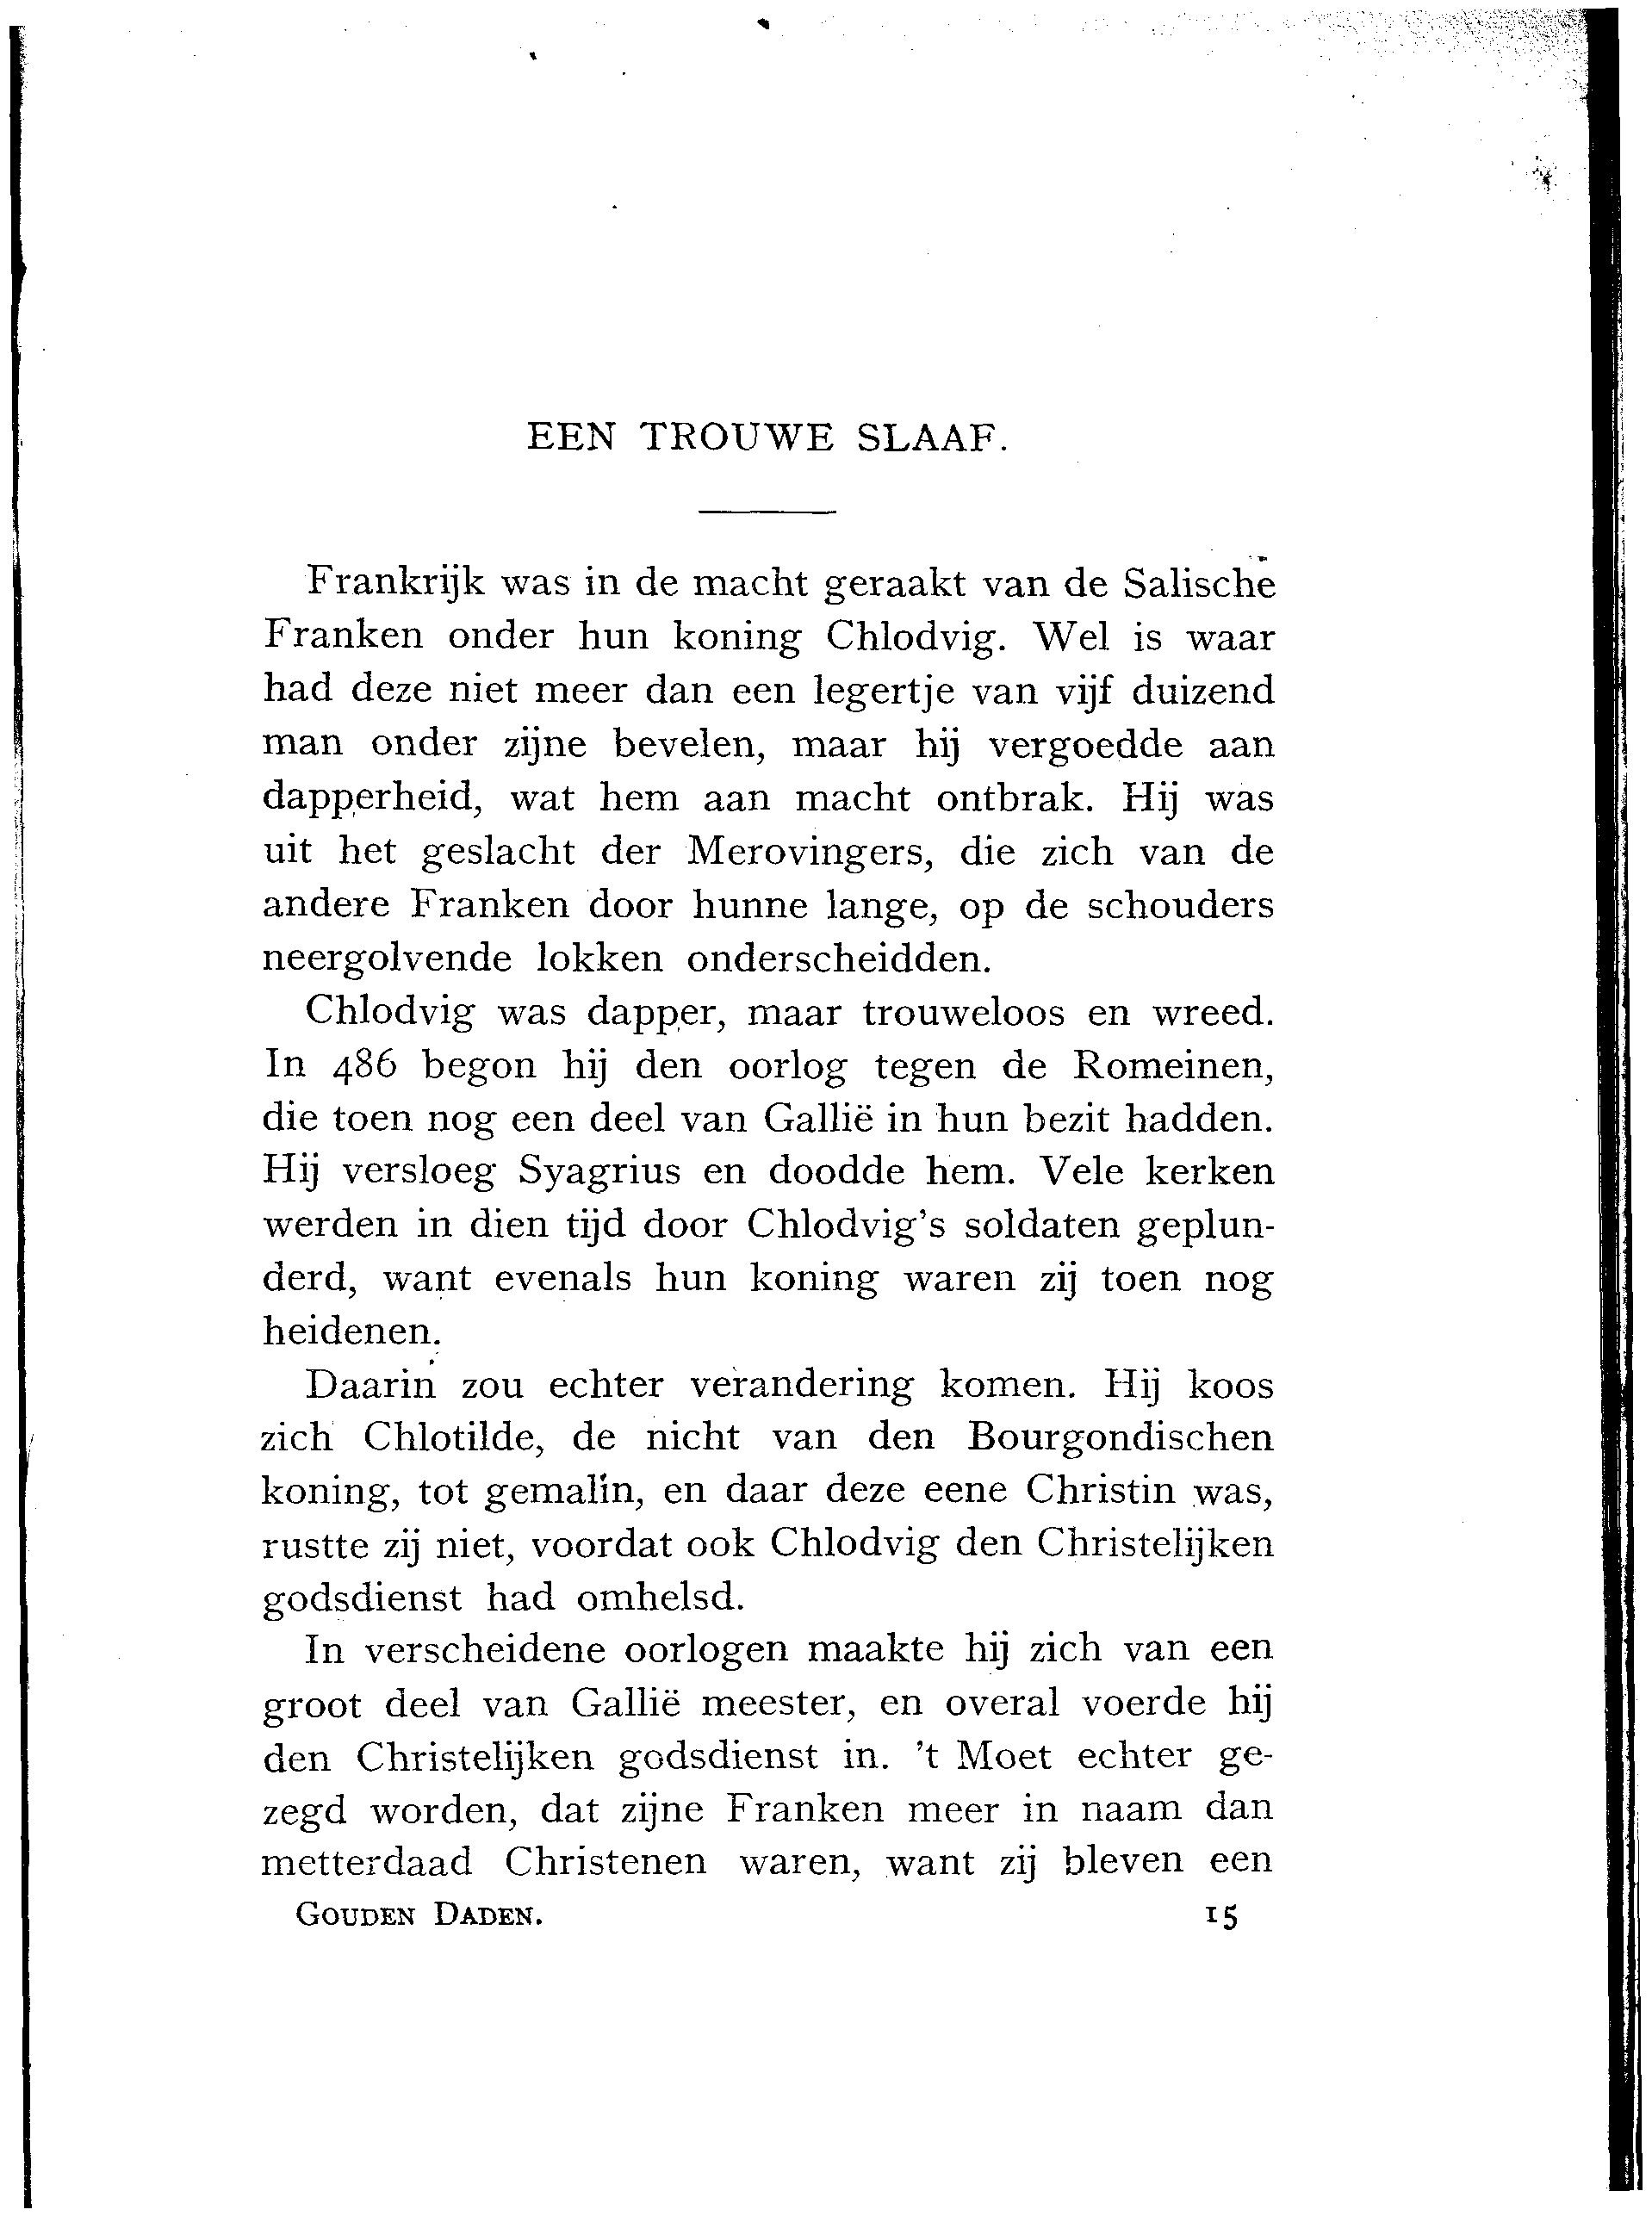 EEN TROUWE SLAAF.
Frankrijk was in de macht geraakt van de Salische
Franken onder hun koning Chlodvig. Wel is waar
had deze niet meer dan een legertje van vijf duizend
man onder zijne bevelen, maar hij vergoedde aan
dapperheid, wat hem aan macht ontbrak. Hij was
uit het geslacht der Merovingers, die zich van de
andere Franken door hunne lange, op de schouders
neergolvende lokken onderscheidden.
Chlodvig was dapper, maar trouweloos en wreed.
In 486 begon hij den oorlog tegen de Romeinen,
die toen nog een deel van Gallië in hun bezit hadden.
Hij versloeg Syagrius en doodde hem. Vele kerken
werden in dien tijd door Chlodvig's soldaten geplun-
derd, want evenals hun koning waren zij toen nog
heidenen.
Daarin zou echter verandering komen. Hij koos
zich Chlotilde, de nicht van den Bourgondischen
koning, tot gemalin, en daar deze eene Christin was,
rustte zij niet, voordat ook Chlodvig den Christelijken
godsdienst had omhelsd.
In verscheidene oorlogen maakte hij zich van een
groot deel van Gallië meester, en overal voerde hij
den Christelijken godsdienst in. 't Moet echter ge-
zegd worden, dat zijne Franken meer in naam dan
metterdaad Christenen waren, want zij bleven een
GOUDEN DADEN. 15